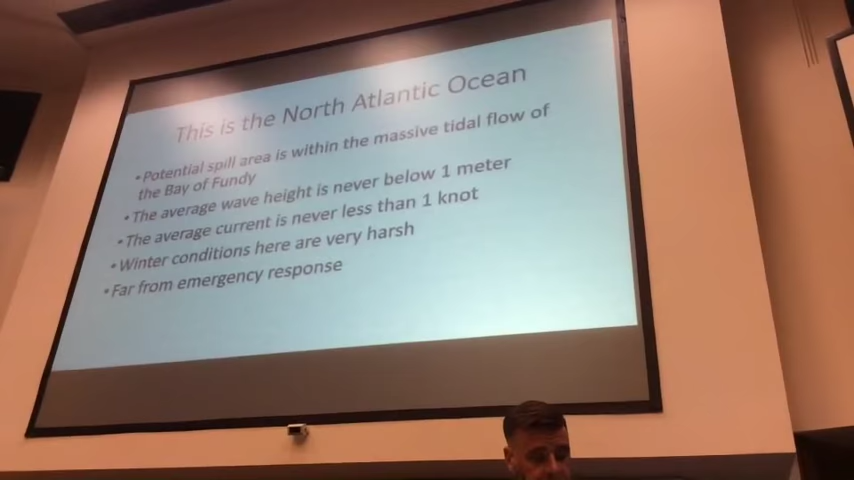 This is the North Atlantic Ocean
•Potential spill area is within the massive tidal flow of
the Bay of Fundy
•The average wave height is never below 1 meter
•The average current is never less than 1 knot
•Winter conditions here are very harsh
•Far from emergency response